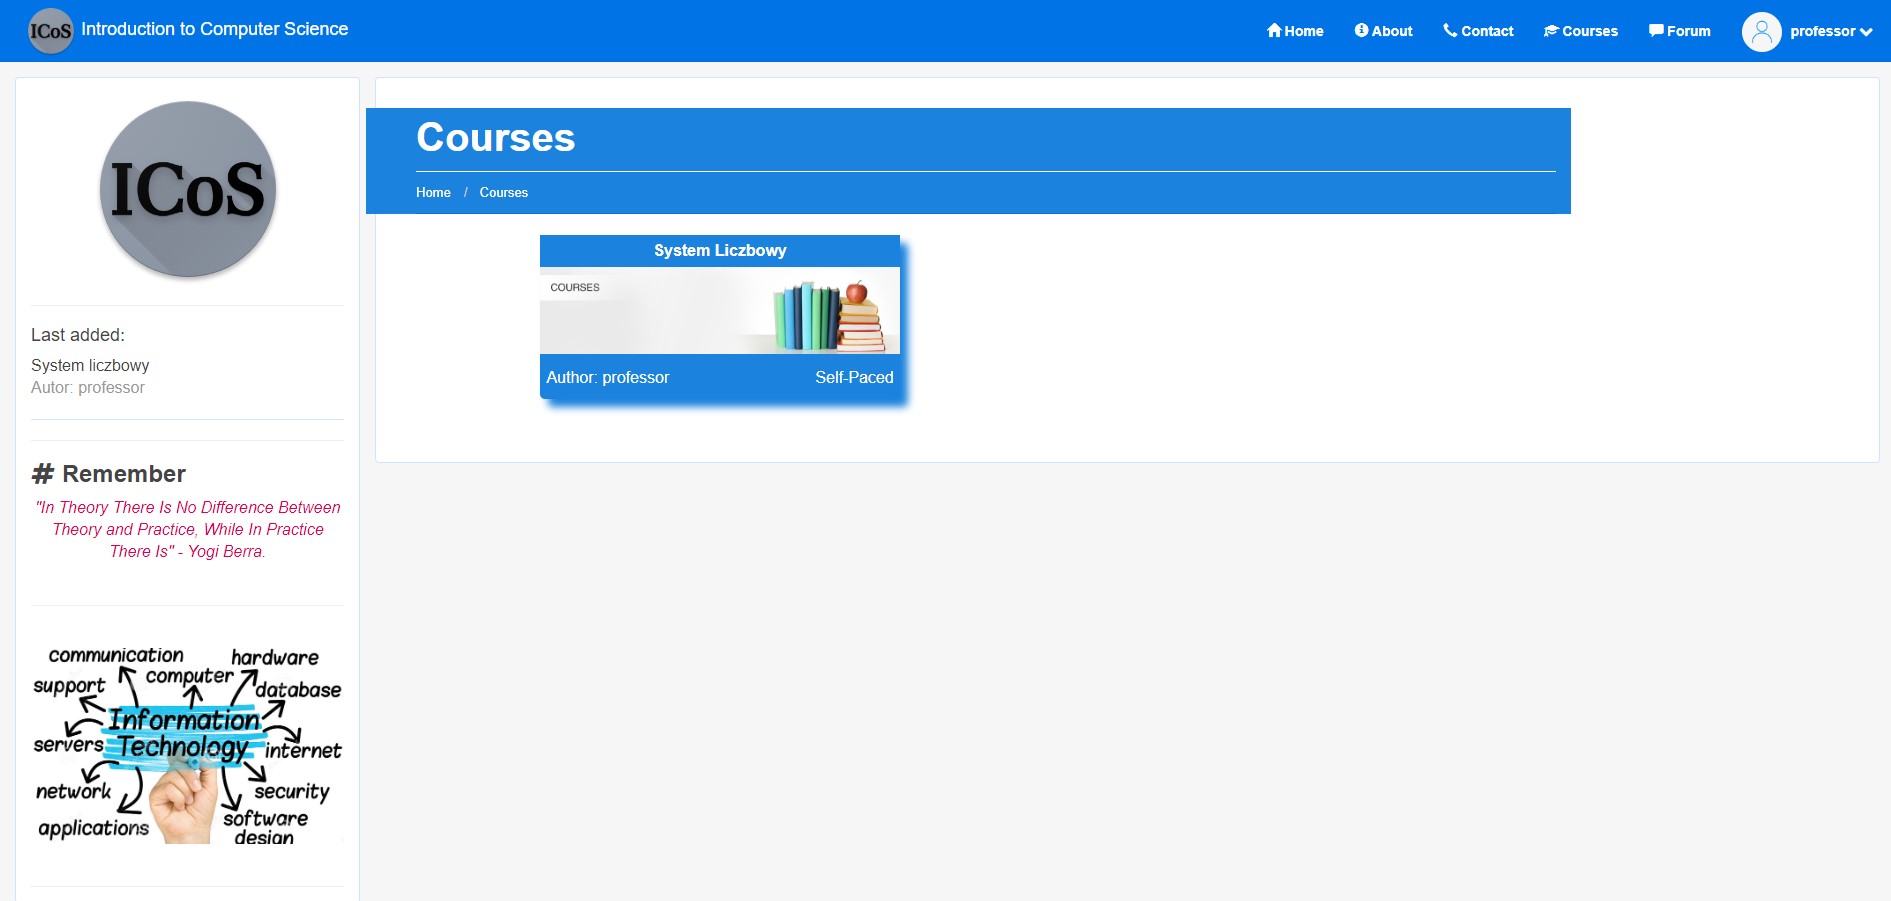 ICoS Introduction to Computer Science
Home About Contact Courses Forum professor
ICoS
Last added:
System liczbowy
Autor: professor
# Remember
"In Theory There Is No Difference Between
Theory and Practice, While In Practice
There Is" - Yogi Berra.
communication hardware
computer
support database
Information
servers Technology internet
network security
applications software
design
Courses
Home / Courses
System Liczbowy
COURSES
Author: professor Self-Paced